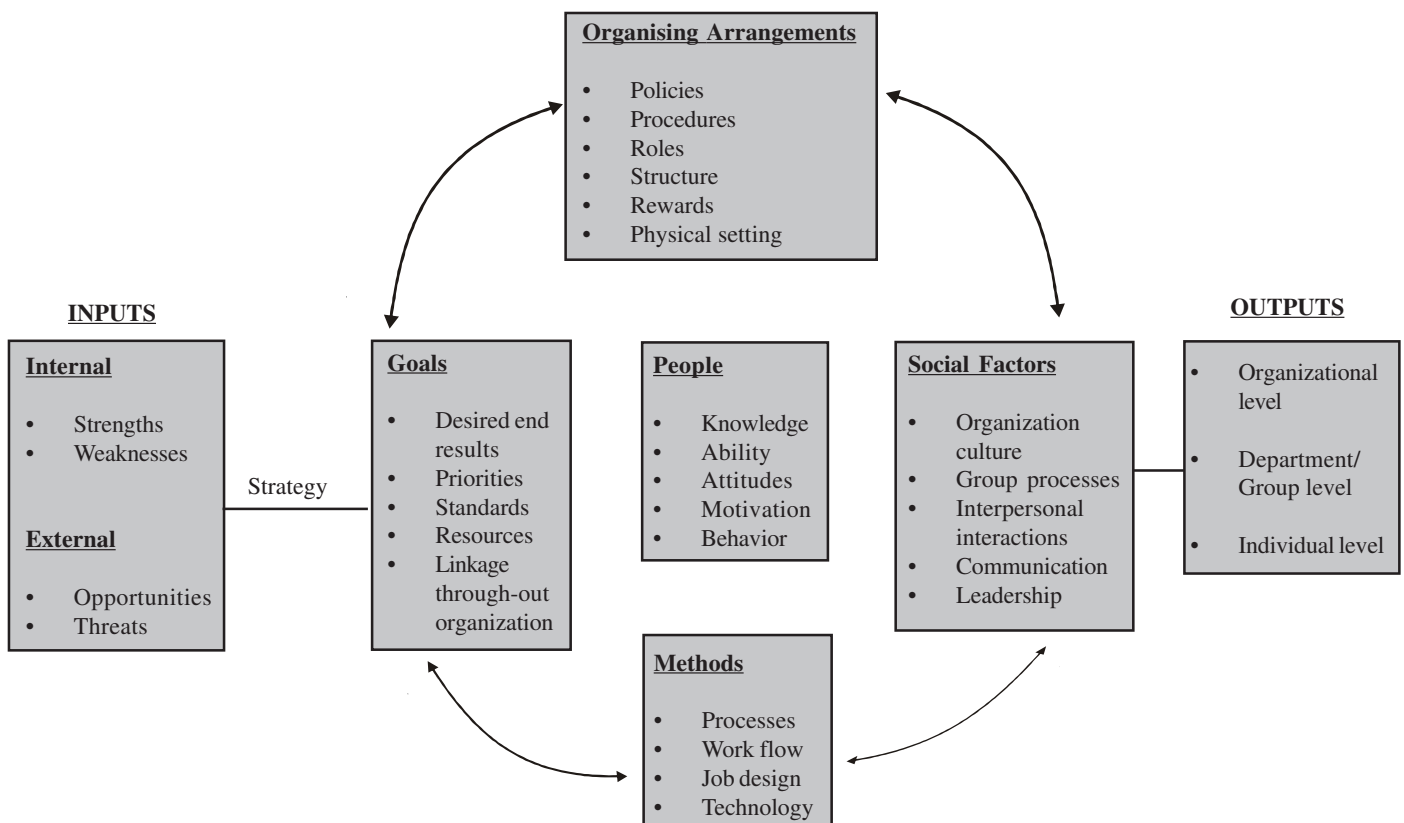 Organising Arrangements
• Policies
• Procedures
• Roles
• Structure
• Rewards
• Physical setting
INPUTS
Internal
• Strengths
• Weaknesses
External
• Opportunities
• Threats
Strategy
Goals
• Desired end
results
• Priorities
• Standards
• Resources
• Linkage
through-out
organization
People
• Knowledge
• Ability
• Attitudes
• Motivation
• Behavior
Social Factors
• Organization
culture
• Group processes
• Interpersonal
interactions
• Communication
• Leadership
OUTPUTS
• Organizational
level
• Department/
Group level
• Individual level
Methods
• Processes
• Work flow
• Job design
• Technology